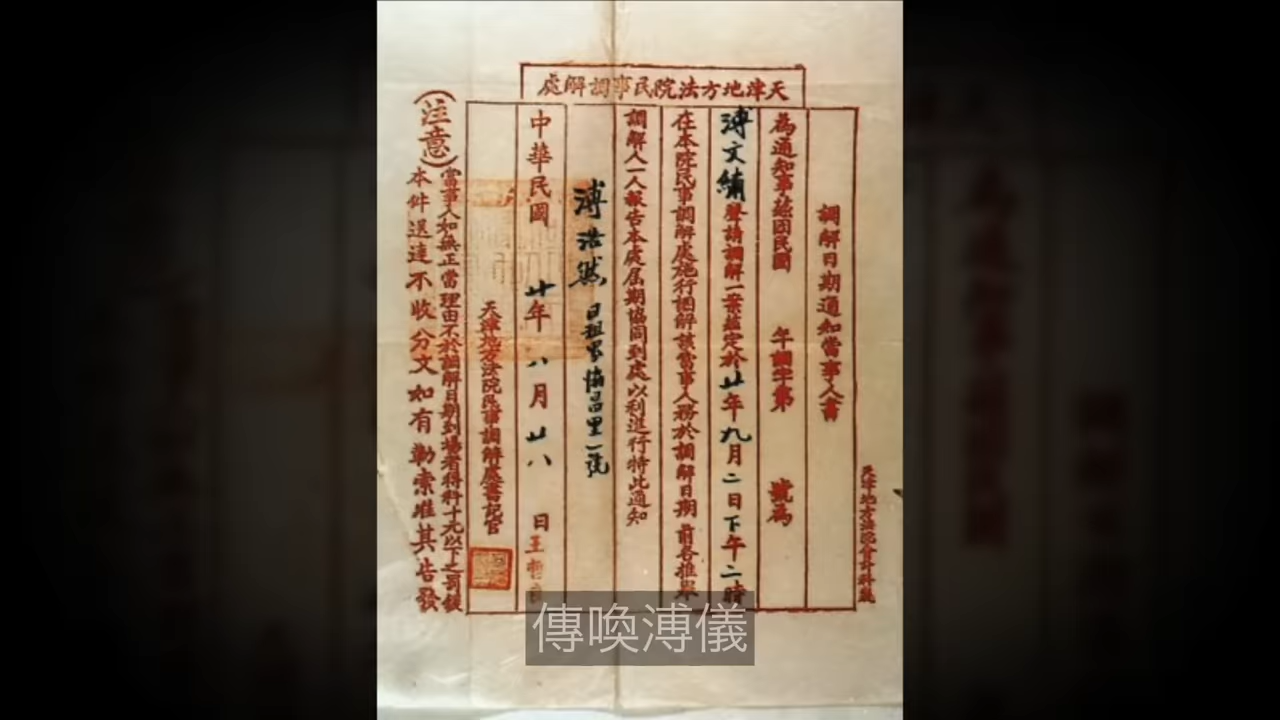 天津地方法院民事調解處
天津地方法院會計科製
調解日期通知當事人書
為通知事茲因民國 年調字第 號為
溥文繡聲請調解一案茲定於廿年九月二日下午二時
在本院民事調解處施行調解該當事人務於調解日期前各推舉
調解人一人報告本處屆期協同到處以利進行特此通知
溥浩然 日租界協昌里一號
中華民國 廿年 八月 廿八 日
天津地方法院民事調解處書記官 王
(注意)
當事人如無正當理由不於調解日期到場者得科十元以下之罰鍰
本件送達不收分文如有勒索准其告發
傳喚溥儀